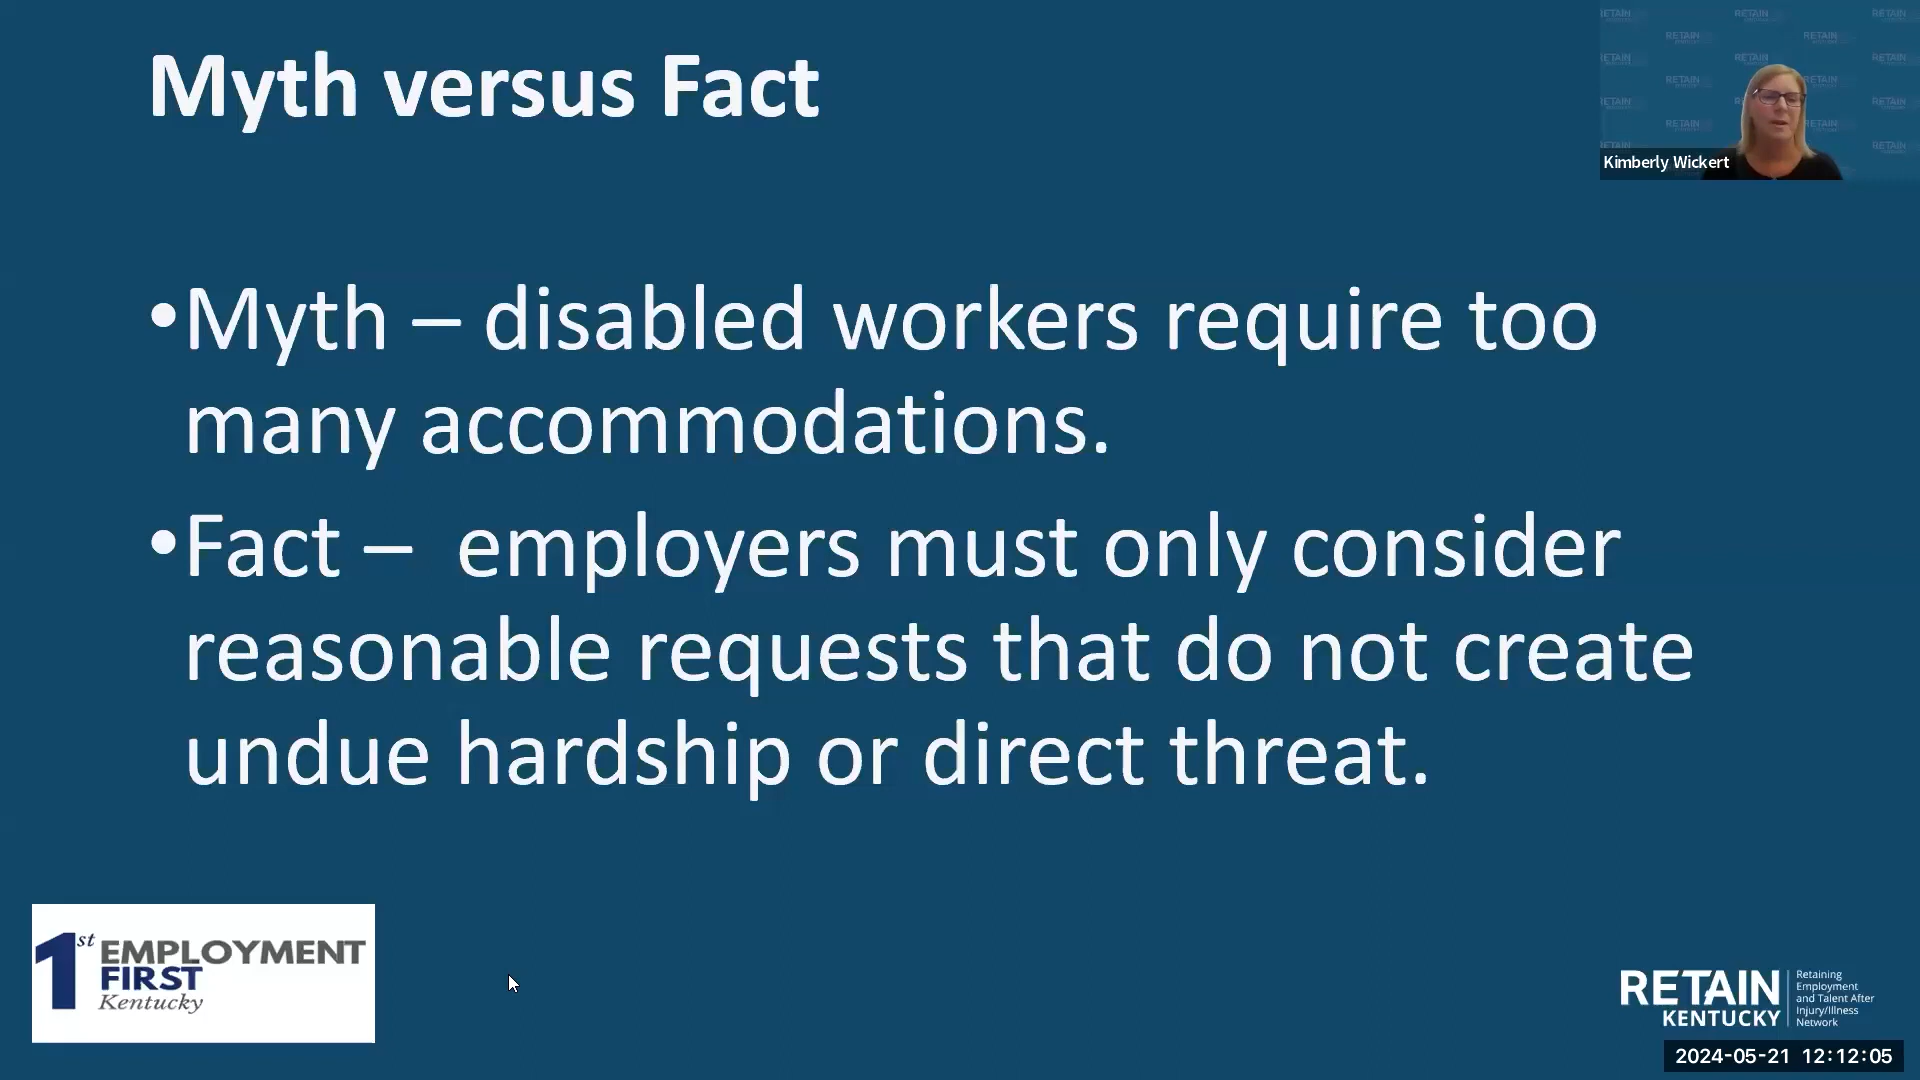 Myth versus Fact
RETAIN
Kimberly Wickert
•Myth – disabled workers require too
many accommodations.
•Fact –  employers must only consider
reasonable requests that do not create
undue hardship or direct threat.
1st EMPLOYMENT
FIRST
Kentucky
RETAIN
KENTUCKY
Retaining
Employment
and Talent After
Injury/Illness
Network
2024-05-21 12:12:05